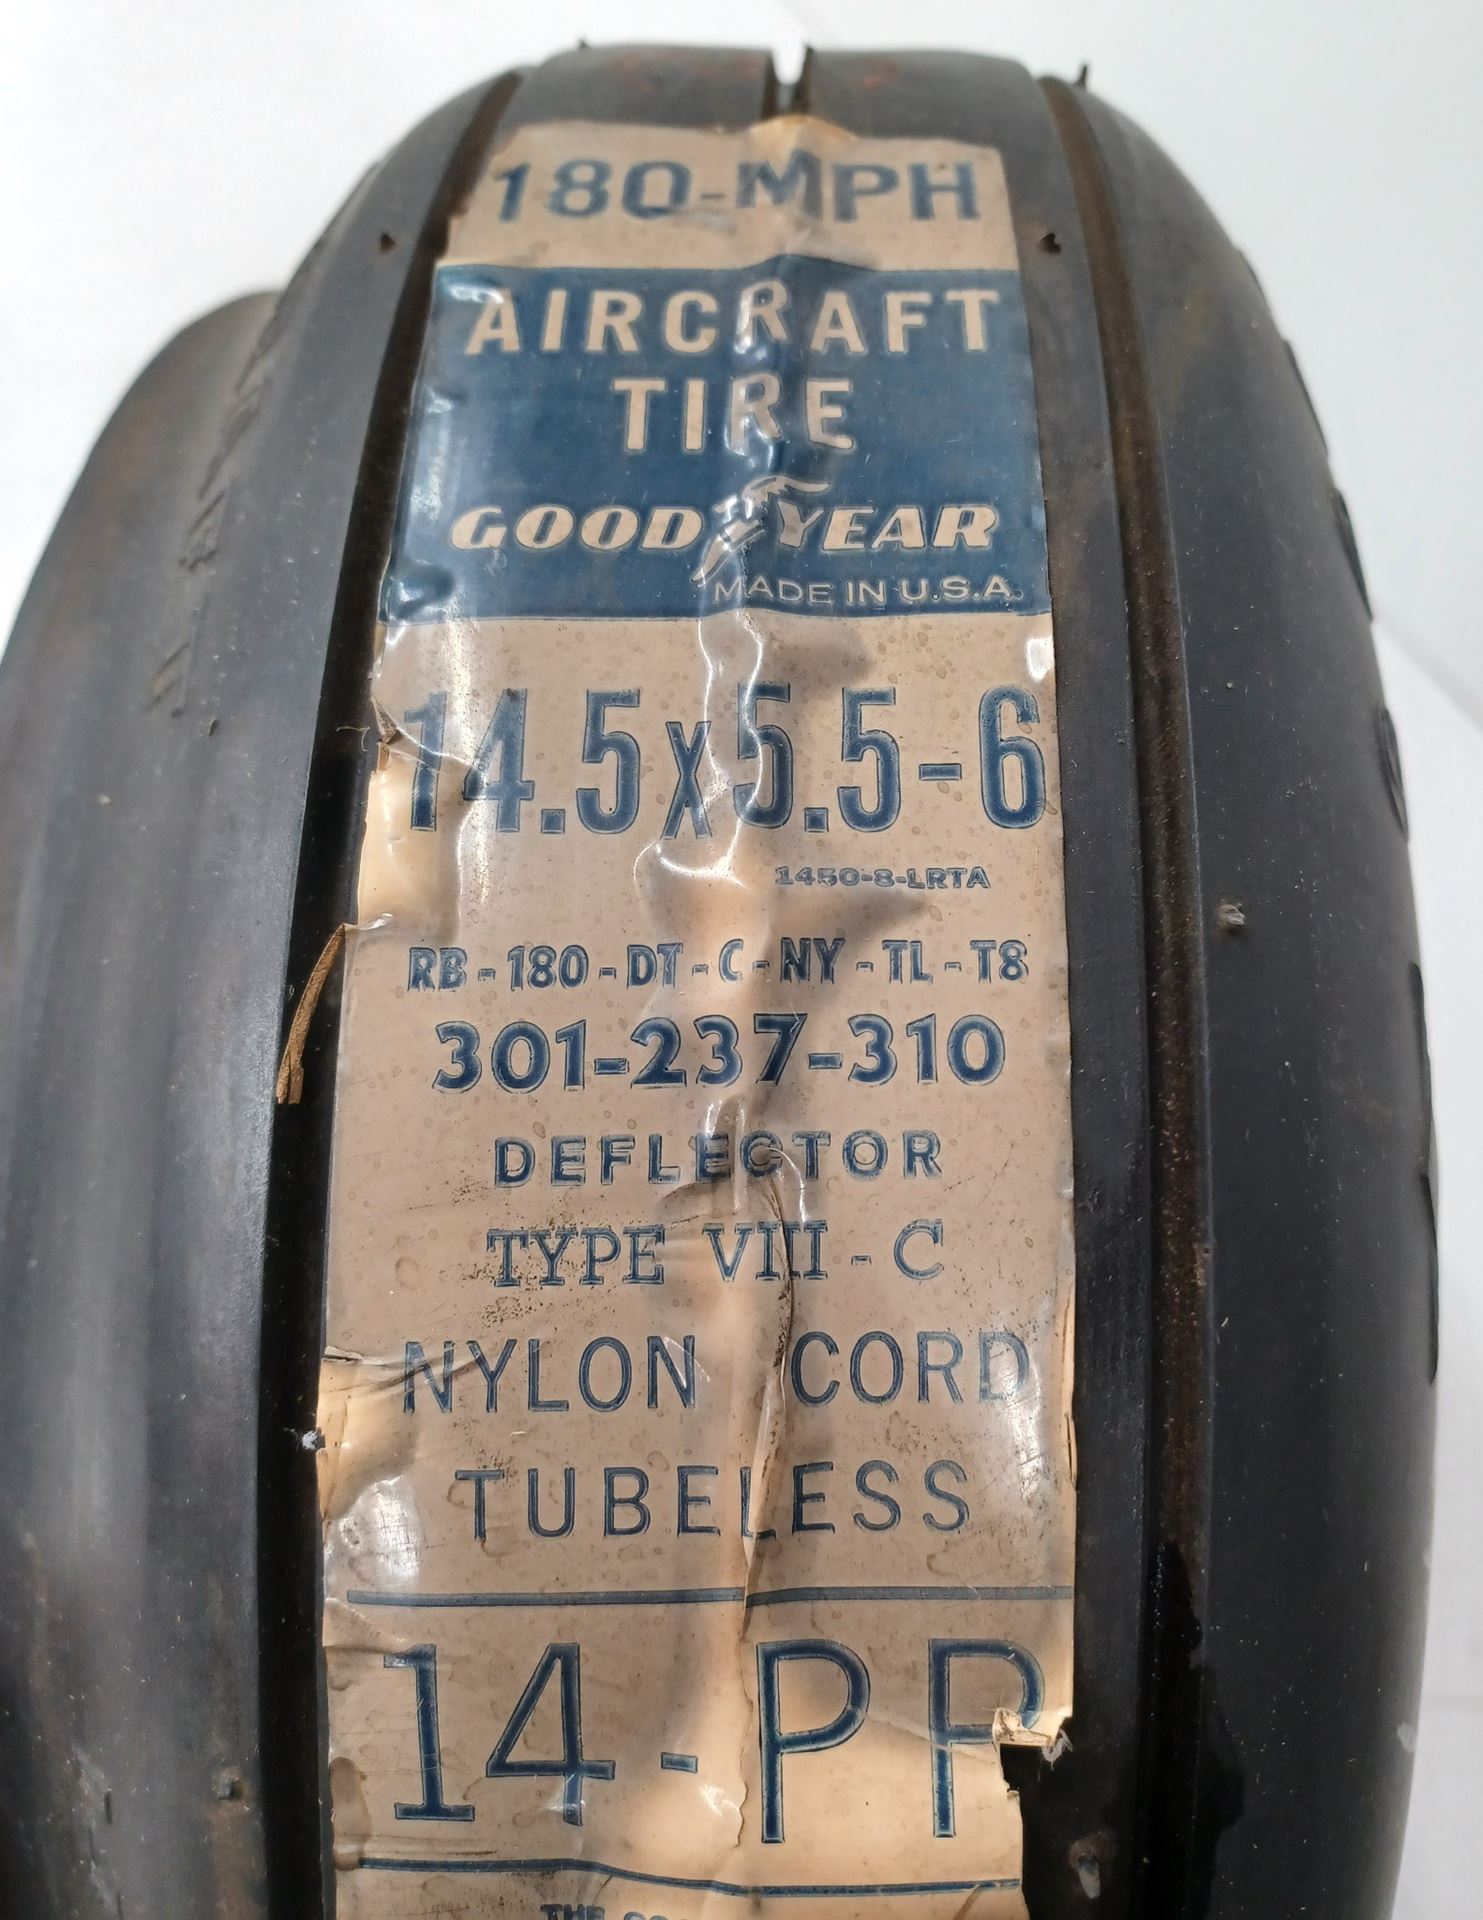 180-MPH
AIRCRAFT
TIRE
GOODYEAR
MADE IN U.S.A.
14.5x5.5-6
1450-8-LRTA
RB-180-DT-C-NY-TL-T8
301-237-310
DEFLECTOR
TYPE VIII-C
NYLON CORD
TUBELESS
14-PR
THE